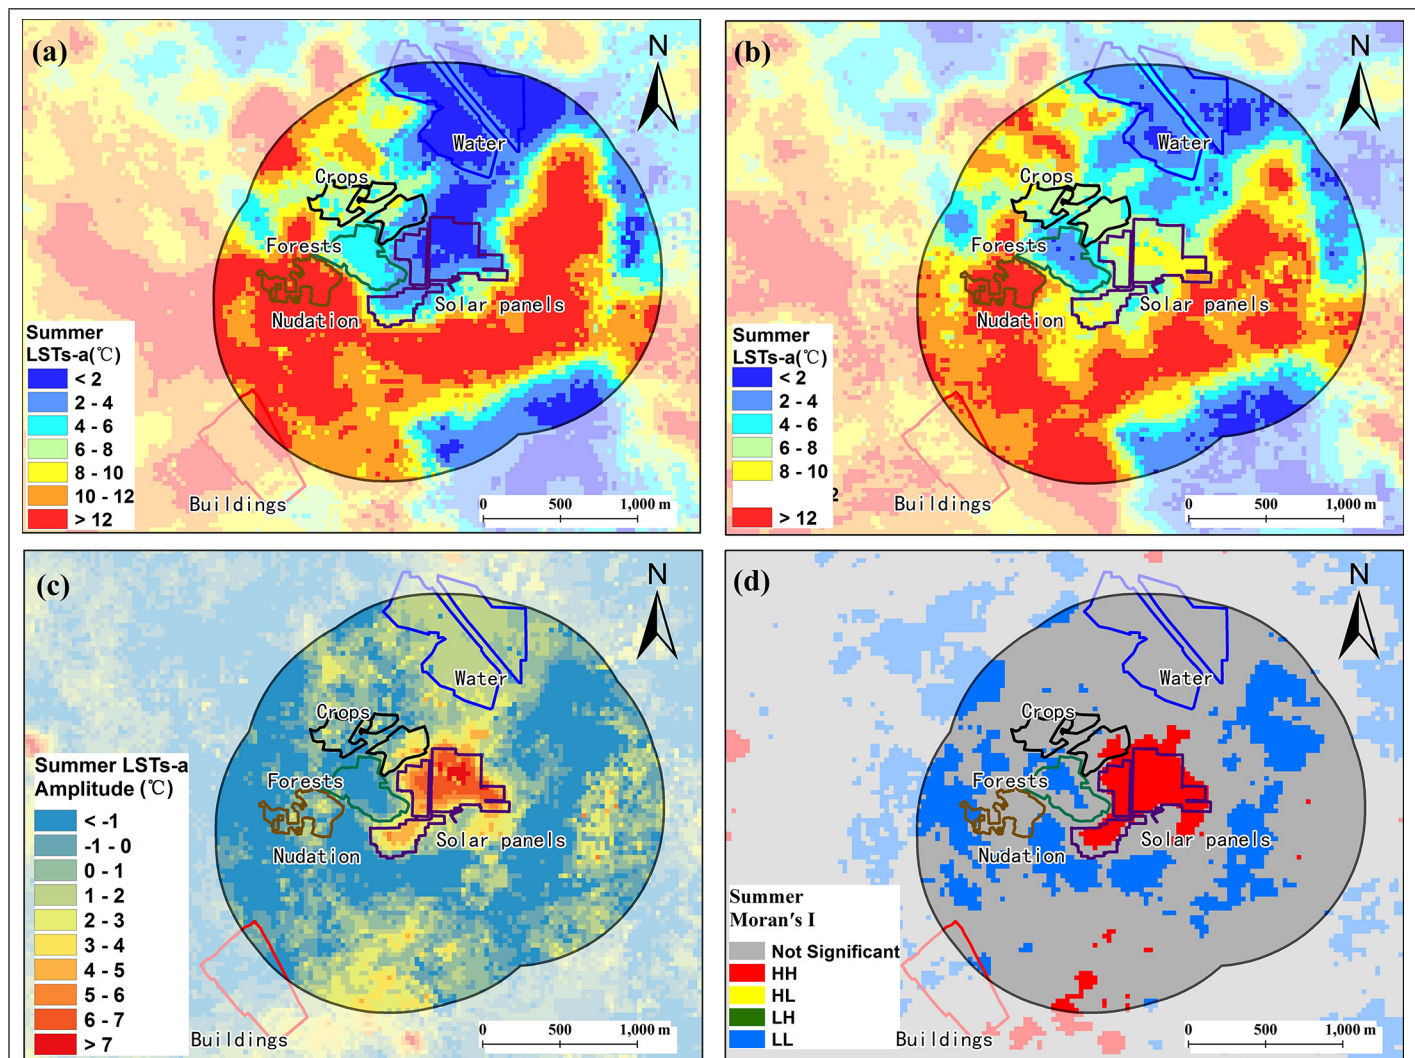 (a)
N
Water
Crops
Forests
Solar panels
Nudation
Summer
LSTs-a(℃)
< 2
2 - 4
4 - 6
6 - 8
8 - 10
10 - 12
> 12
Buildings
0 500 1,000 m
(b)
N
Water
Crops
Forests
Solar panels
Nudation
Summer
LSTs-a(℃)
< 2
2 - 4
4 - 6
6 - 8
8 - 10
2
> 12
Buildings
0 500 1,000 m
(c)
N
Water
Crops
Forests
Solar panels
Nudation
Summer LSTs-a
Amplitude (℃)
< -1
-1 - 0
0 - 1
1 - 2
2 - 3
3 - 4
4 - 5
5 - 6
6 - 7
> 7
Buildings
0 500 1,000 m
(d)
N
Water
Crops
Forests
Solar panels
Nudation
Summer
Moran's I
Not Significant
HH
HL
LH
LL
Buildings
0 500 1,000 m